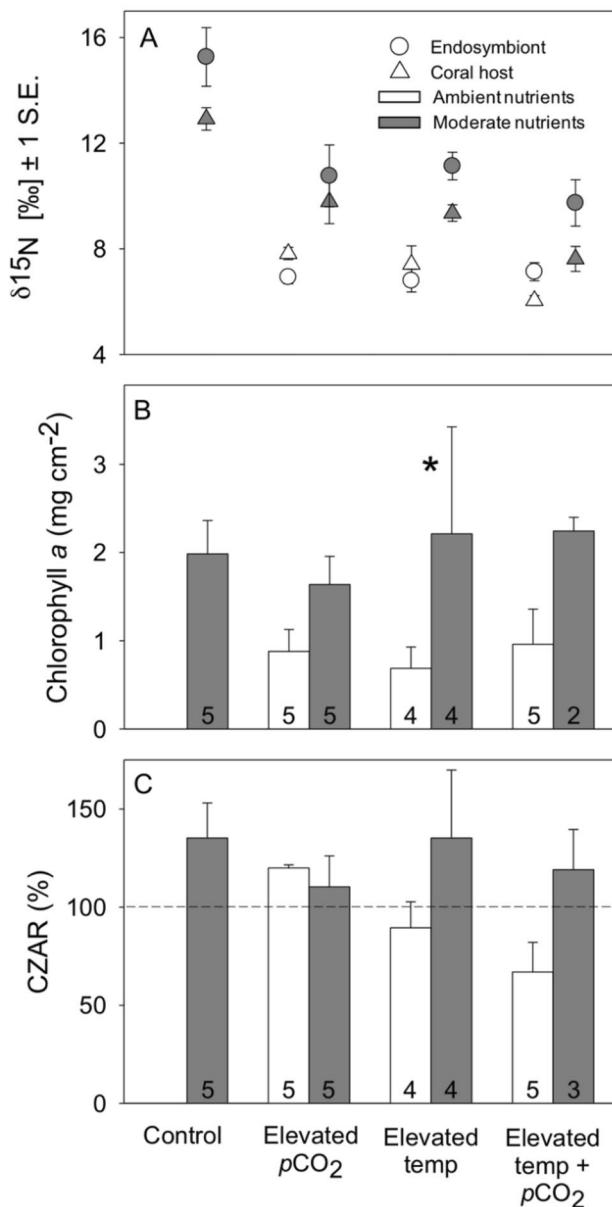 A
16
12
8
4
δ15N [‰] ± 1 S.E.
Endosymbiont
Coral host
Ambient nutrients
Moderate nutrients
B
3
2
1
0
Chlorophyll a (mg cm-2)
*
5 5 5 4 4 5 2
C
150
100
50
0
CZAR (%)
5 5 5 4 4 5 3
Control Elevated Elevated Elevated
pCO2 temp temp +
pCO2